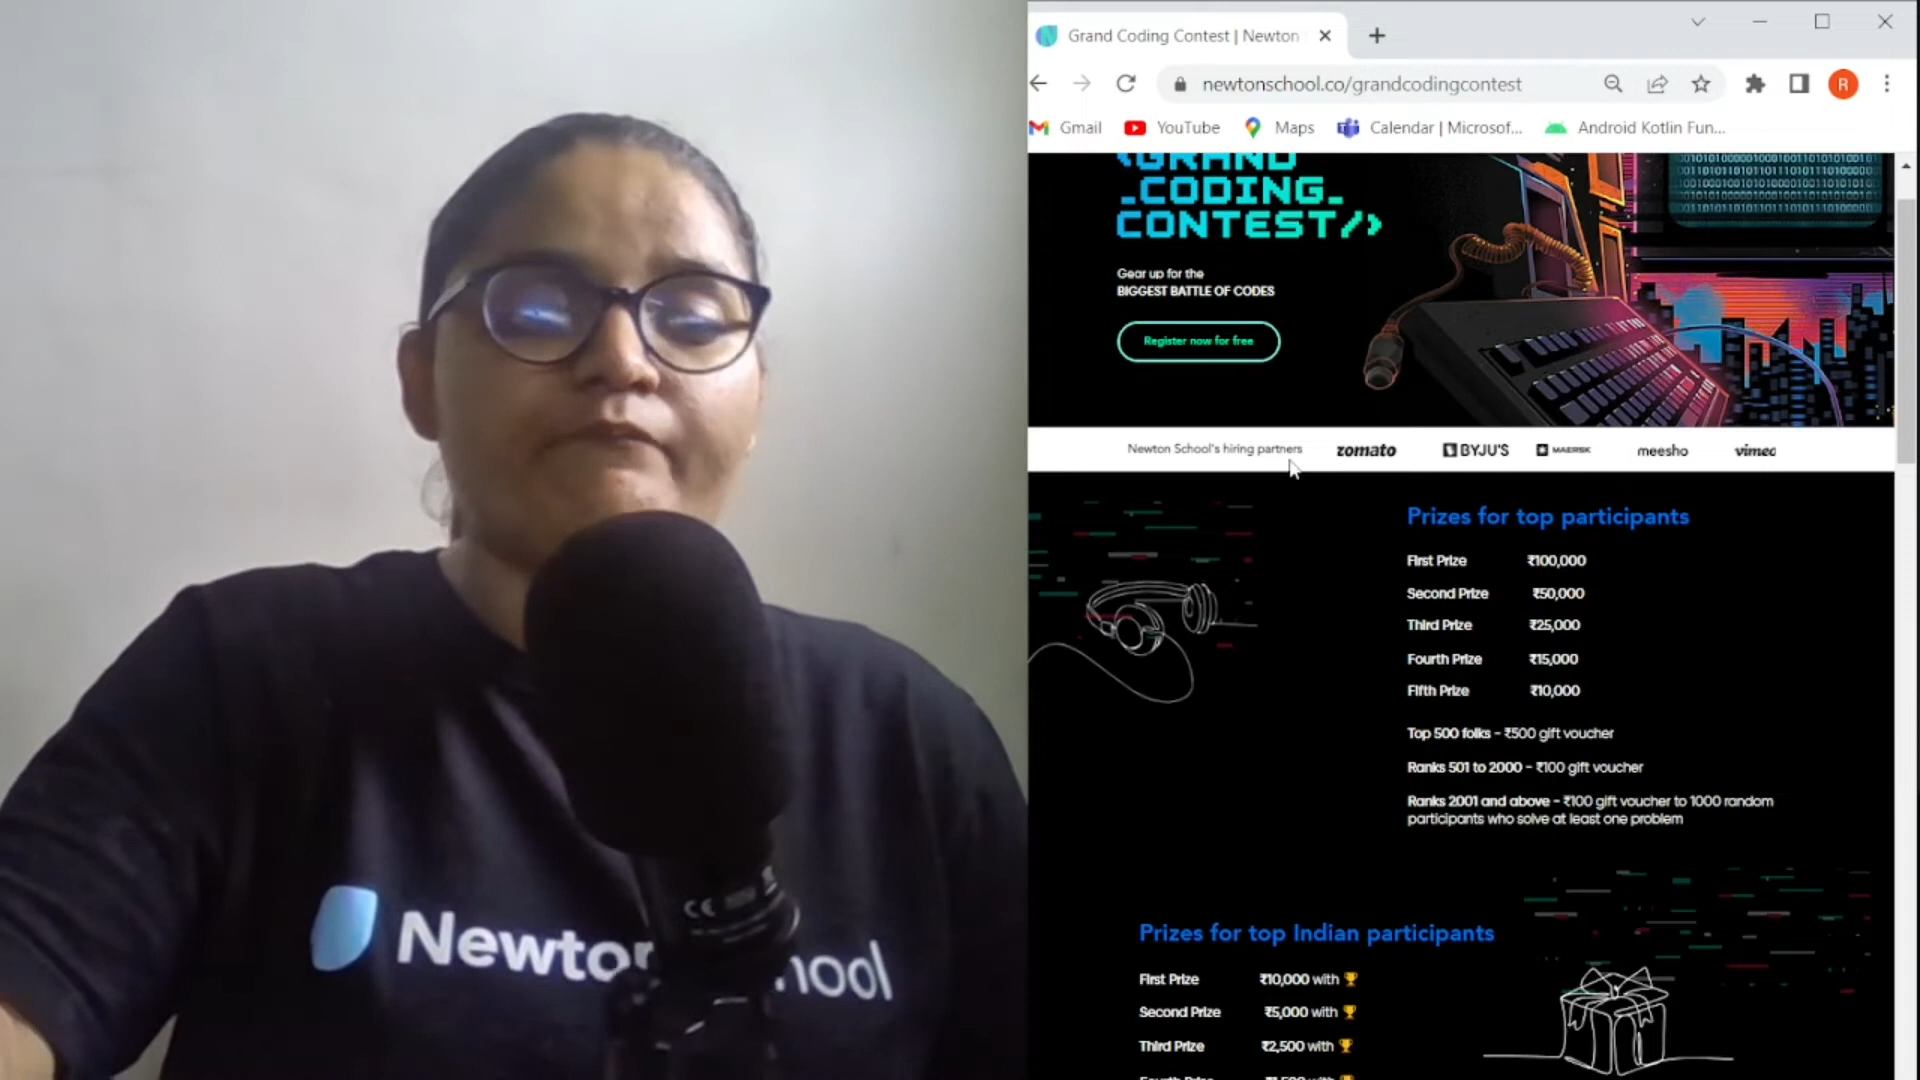 Grand Coding Contest | Newton
newtonschool.co/grandcodingcontest
R
Gmail
YouTube
Maps
Calendar | Microsof...
Android Kotlin Fun...
<GRAND
_CODING_
CONTEST/>
Gear up for the
BIGGEST BATTLE OF CODES
Register now for free
Newton School's hiring partners
zomato
BYJU'S
MAERSK
meesho
vimeo
Prizes for top participants
First Prize ₹100,000
Second Prize ₹50,000
Third Prize ₹25,000
Fourth Prize ₹15,000
Fifth Prize ₹10,000
Top 500 folks - ₹500 gift voucher
Ranks 501 to 2000 - ₹100 gift voucher
Ranks 2001 and above - ₹100 gift voucher to 1000 random
participants who solve at least one problem
Prizes for top Indian participants
First Prize ₹10,000 with 🏆
Second Prize ₹5,000 with 🏆
Third Prize ₹2,500 with 🏆
Newton hool
CE